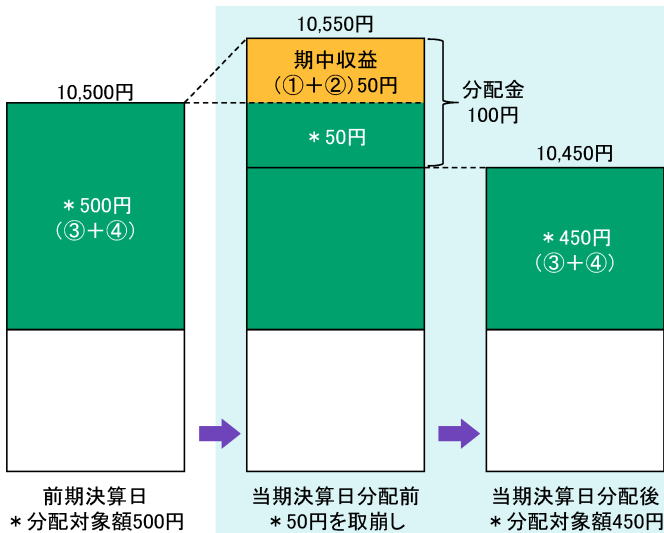 10,550円
期中収益
(①+②)50円
分配金
100円
10,500円
*50円
10,450円
*500円
(③+④)
*450円
(③+④)
前期決算日
*分配対象額500円
当期決算日分配前
*50円を取崩し
当期決算日分配後
*分配対象額450円